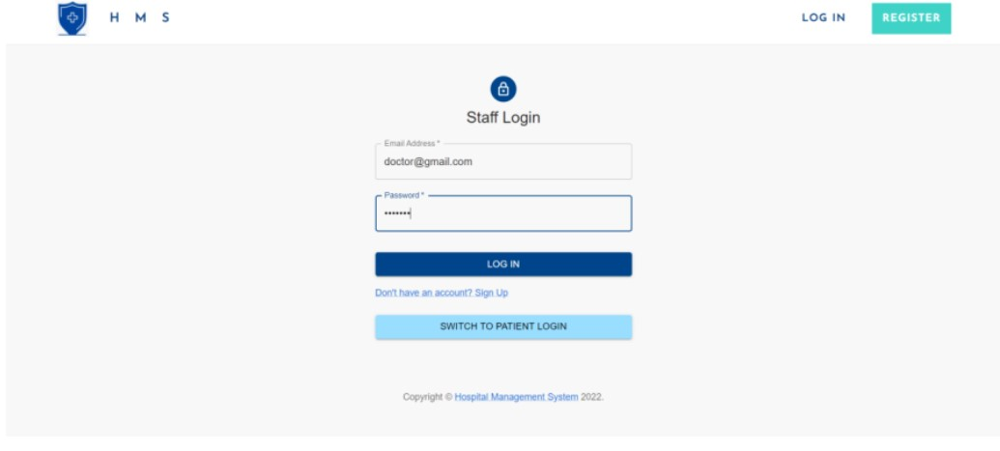 H M S
LOG IN
REGISTER
Staff Login
Email Address *
doctor@gmail.com
Password *
•••••••
LOG IN
Don't have an account? Sign Up
SWITCH TO PATIENT LOGIN
Copyright © Hospital Management System 2022.